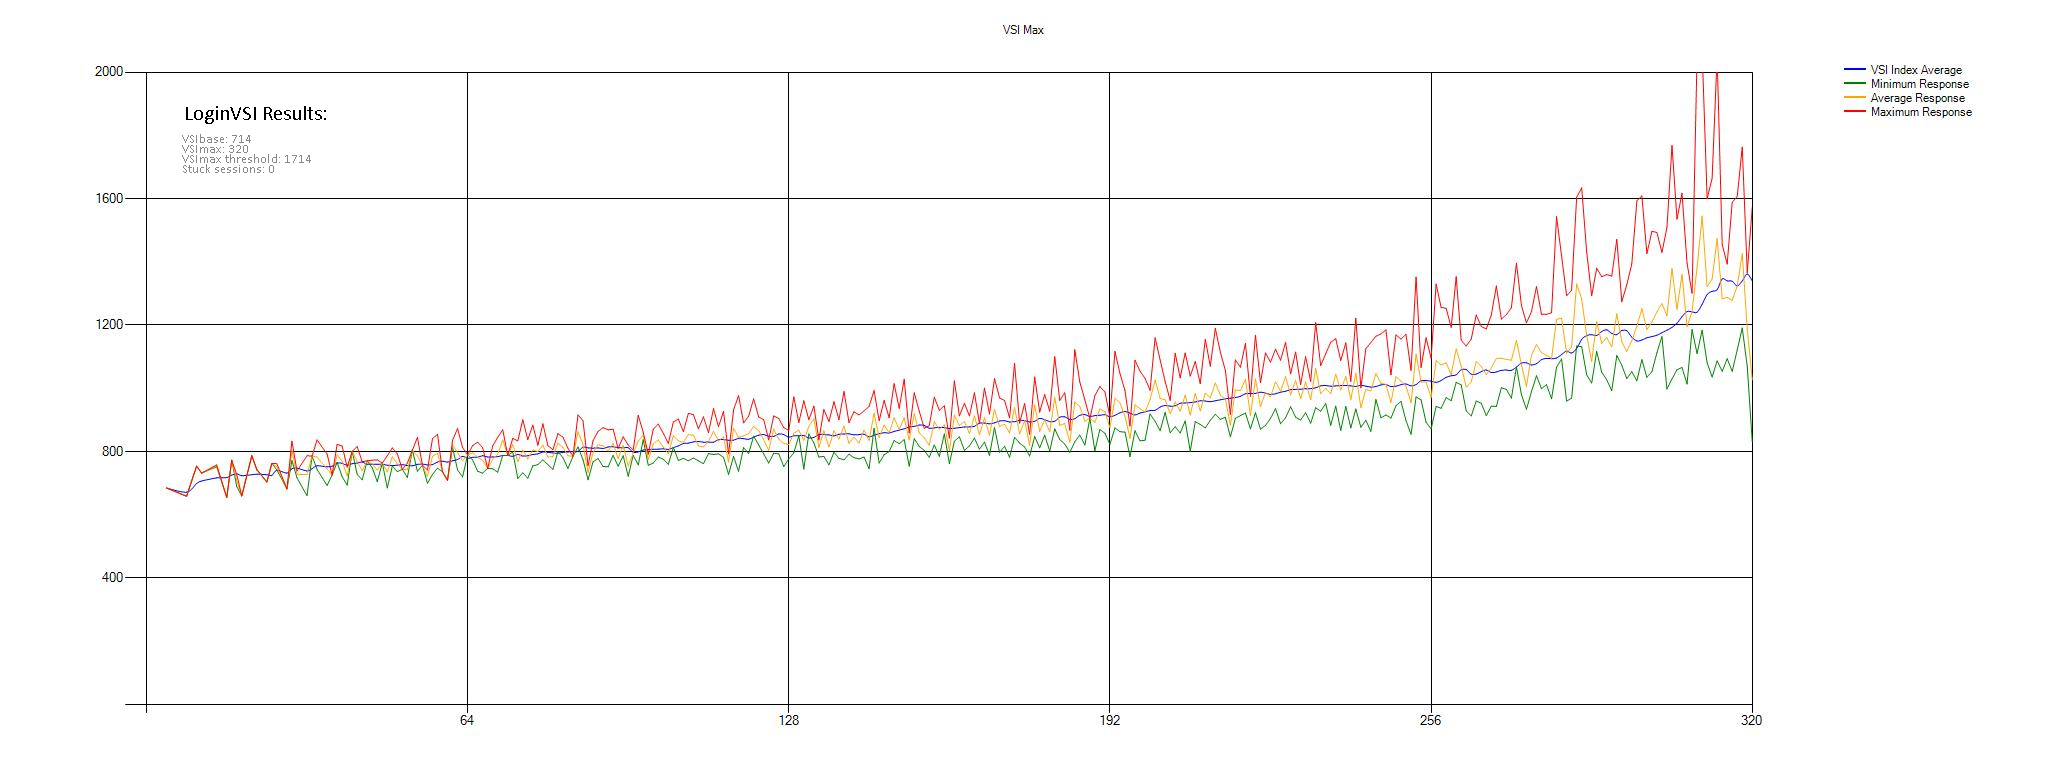 VSI Max
2000
1600
1200
800
400
LoginVSI Results:
VSIbase: 714
VSImax: 320
VSImax threshold: 1714
Stuck sessions: 0
VSI Index Average
Minimum Response
Average Response
Maximum Response
64
128
192
256
320